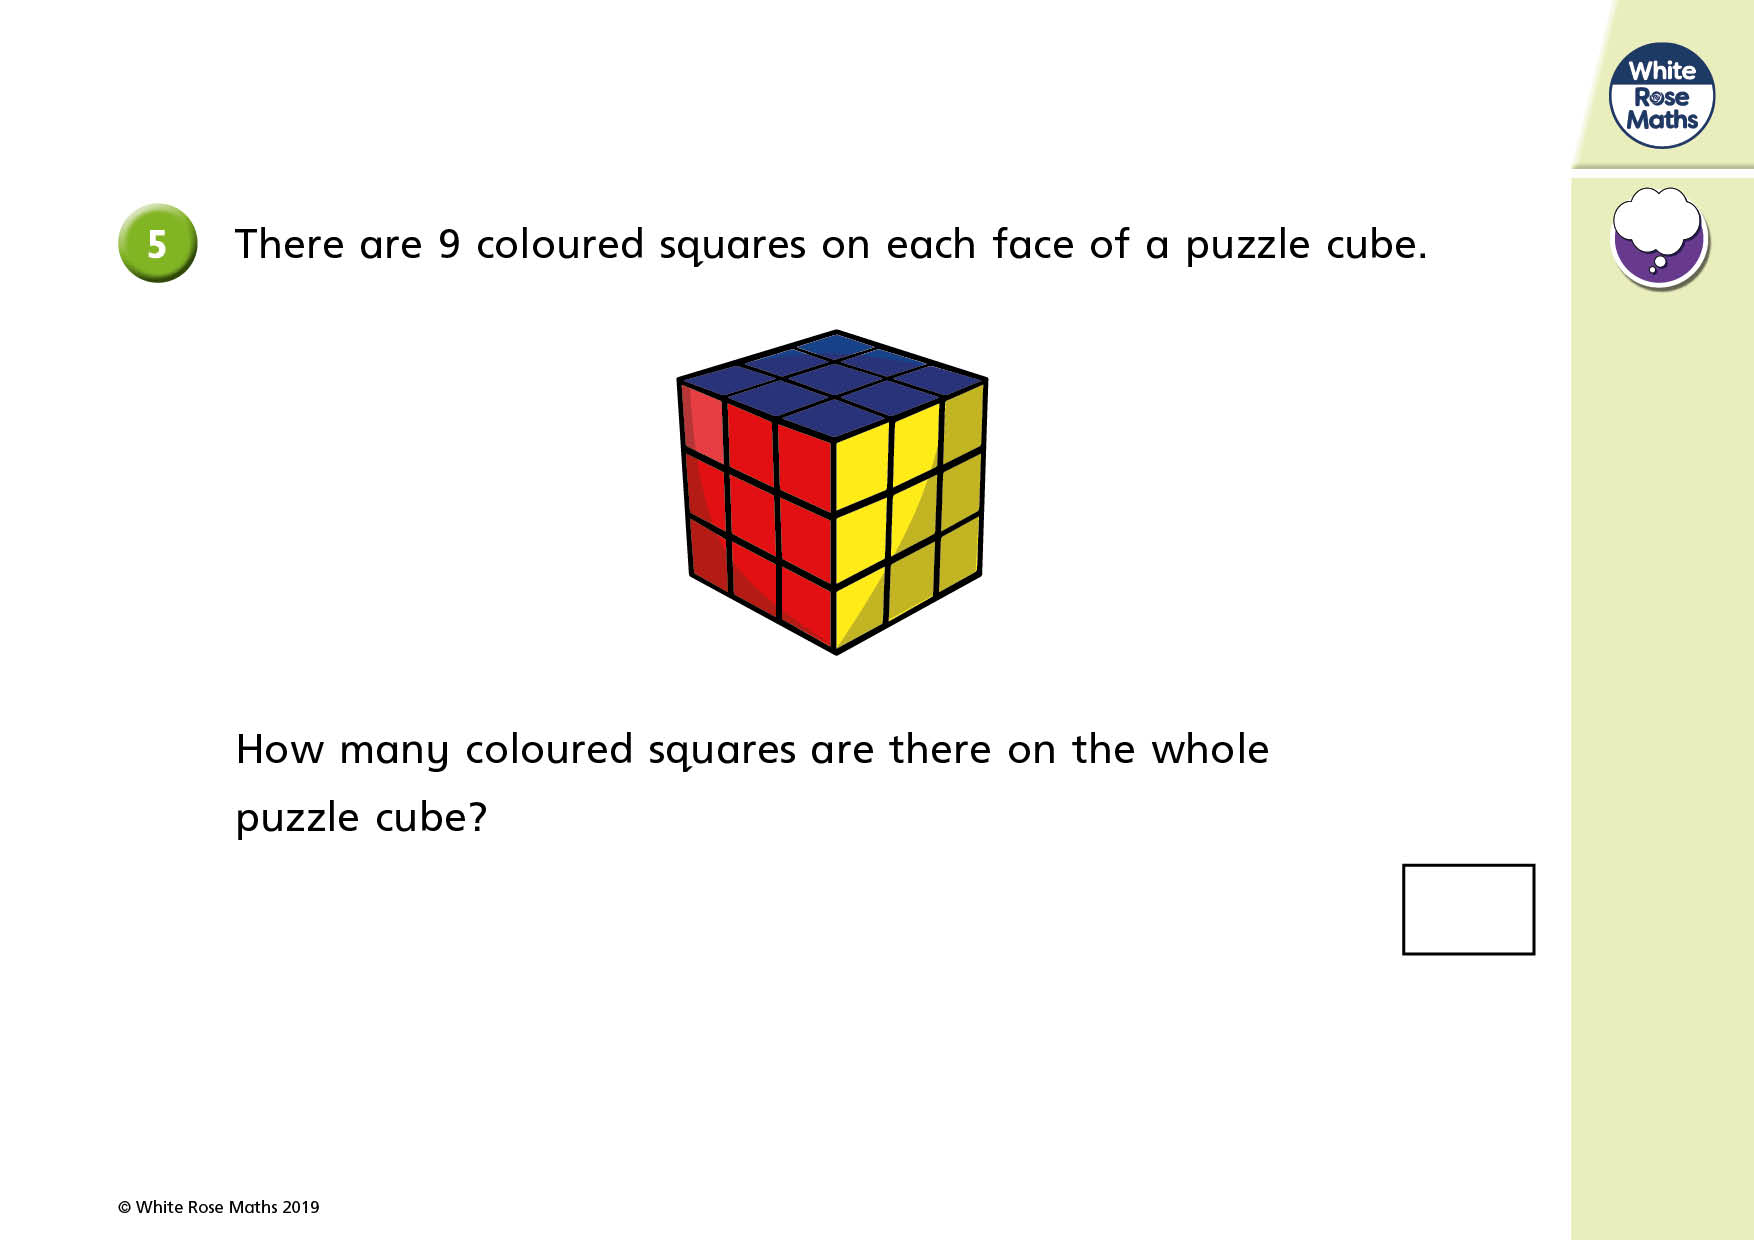 White
Rose
Maths
5 There are 9 coloured squares on each face of a puzzle cube.
How many coloured squares are there on the whole
puzzle cube?
© White Rose Maths 2019